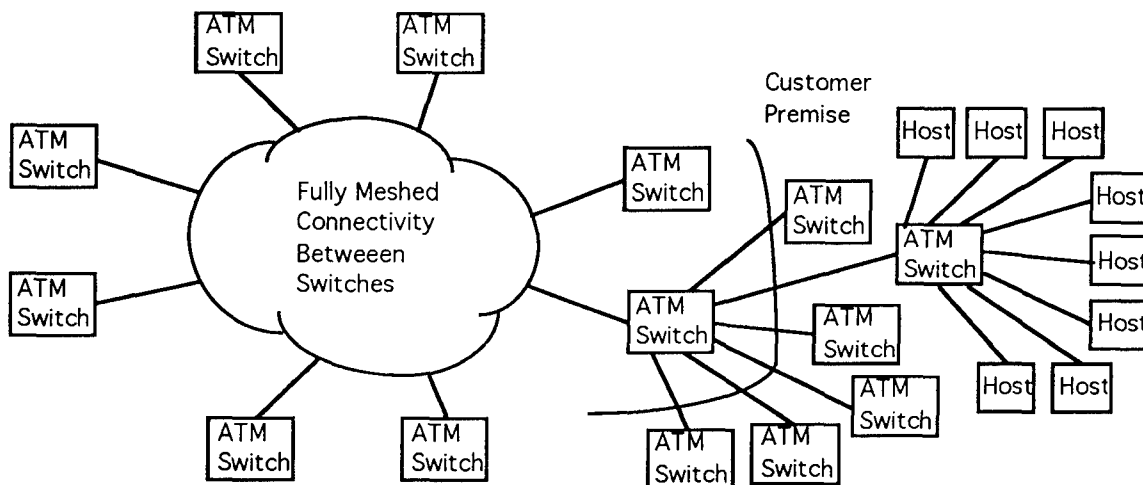 ATM
Switch
ATM
Switch
Customer
Premise
Host
Host
Host
ATM
Switch
ATM
Switch
Fully Meshed
Connectivity
Betweeen
Switches
ATM
Switch
Host
ATM
Switch
Host
ATM
Switch
ATM
Switch
Host
ATM
Switch
Host
Host
ATM
Switch
ATM
Switch
ATM
Switch
ATM
Switch
ATM
Switch